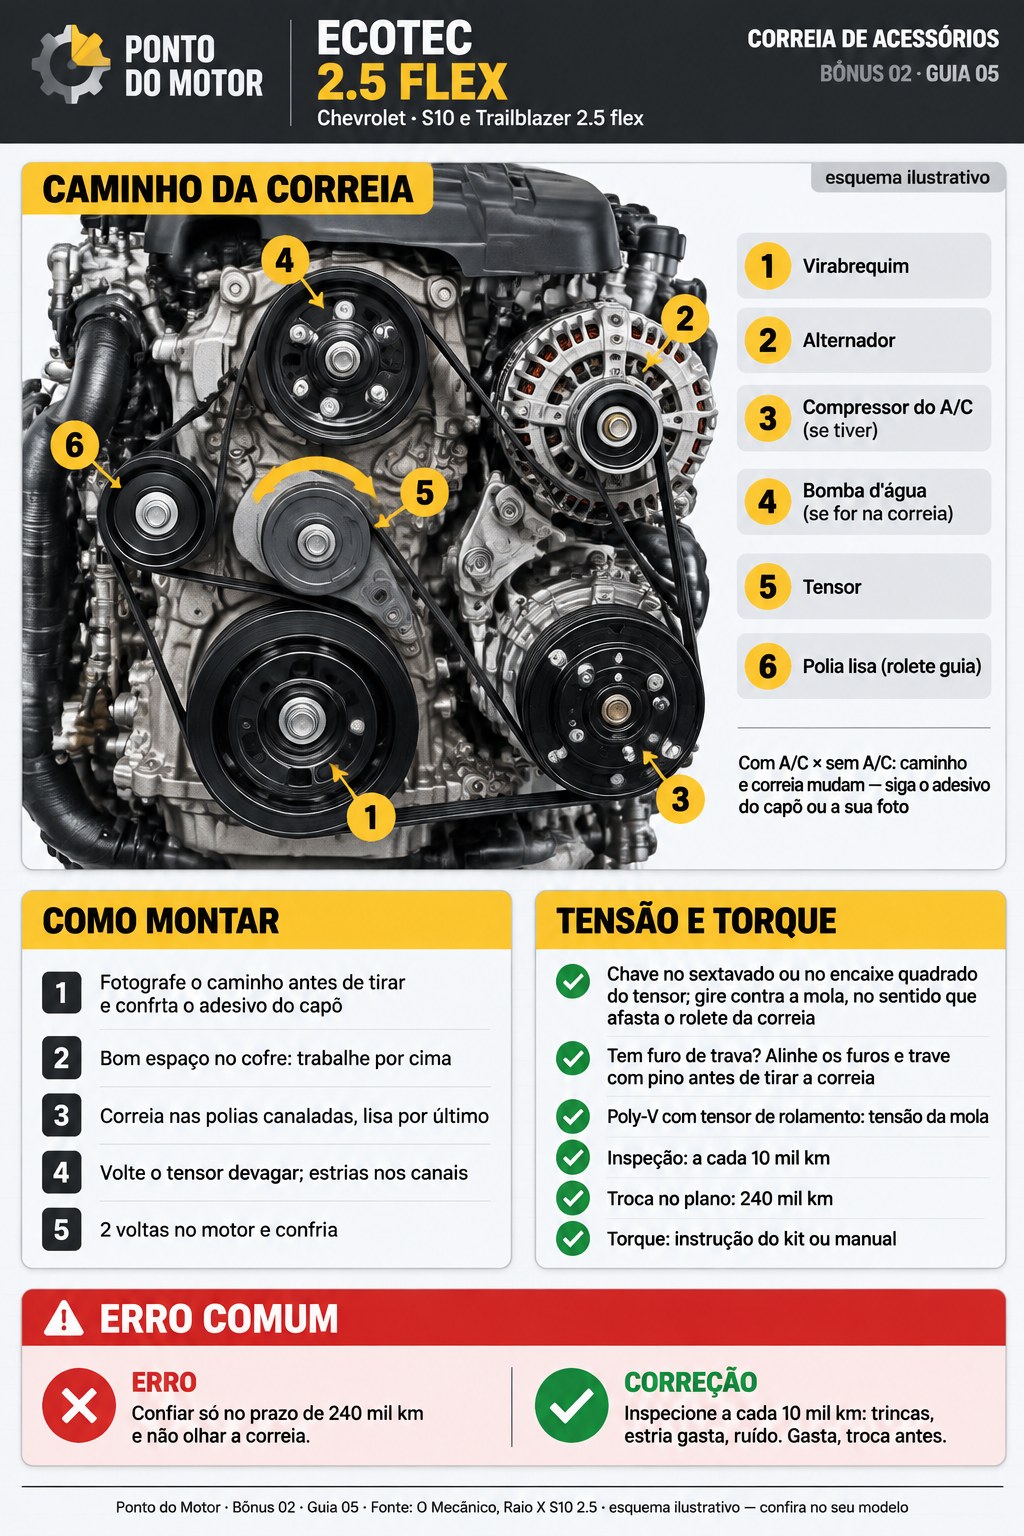 PONTO
DO MOTOR
ECOTEC
2.5 FLEX
Chevrolet · S10 e Trailblazer 2.5 flex
CORREIA DE ACESSÓRIOS
BÔNUS 02 · GUIA 05
CAMINHO DA CORREIA
esquema ilustrativo
4
2
6
5
1
3
1 Virabrequim
2 Alternador
3 Compressor do A/C
(se tiver)
4 Bomba d'água
(se for na correia)
5 Tensor
6 Polia lisa (rolete guia)
Com A/C × sem A/C: caminho
e correia mudam — siga o adesivo
do capô ou a sua foto
COMO MONTAR
1 Fotografe o caminho antes de tirar
e confrta o adesivo do capô
2 Bom espaço no cofre: trabalhe por cima
3 Correia nas polias canaladas, lisa por último
4 Volte o tensor devagar; estrias nos canais
5 2 voltas no motor e confria
TENSÃO E TORQUE
Chave no sextavado ou no encaixe quadrado
do tensor; gire contra a mola, no sentido que
afasta o rolete da correia
Tem furo de trava? Alinhe os furos e trave
com pino antes de tirar a correia
Poly-V com tensor de rolamento: tensão da mola
Inspeção: a cada 10 mil km
Troca no plano: 240 mil km
Torque: instrução do kit ou manual
ERRO COMUM
ERRO
Confiar só no prazo de 240 mil km
e não olhar a correia.
CORREÇÃO
Inspecione a cada 10 mil km: trincas,
estria gasta, ruído. Gasta, troca antes.
Ponto do Motor · Bônus 02 · Guia 05 · Fonte: O Mecânico, Raio X S10 2.5 · esquema ilustrativo — confira no seu modelo